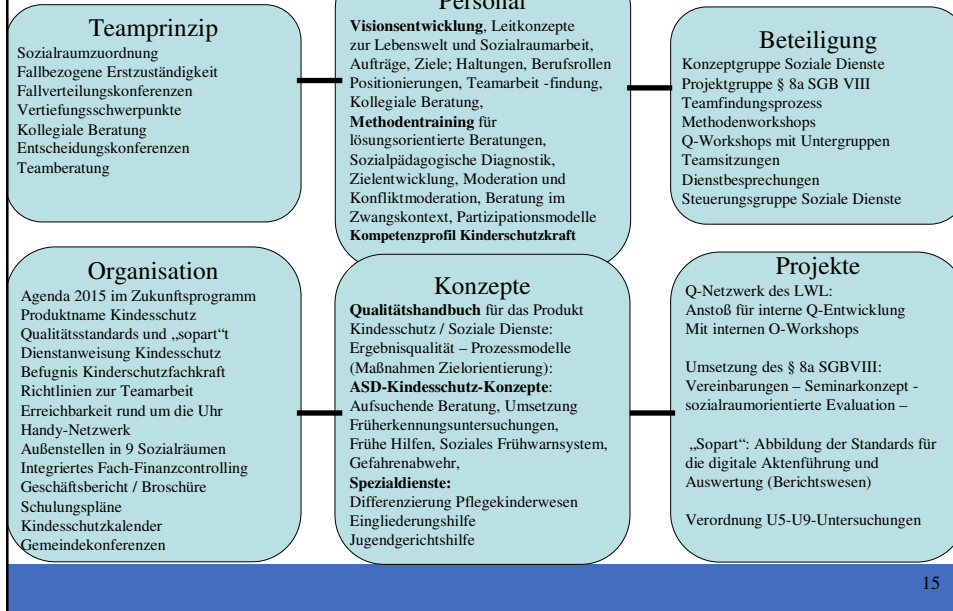 Teamprinzip
Sozialraumzuordnung
Fallbezogene Erstzuständigkeit
Fallverteilungskonferenzen
Vertiefungsschwerpunkte
Kollegiale Beratung
Entscheidungskonferenzen
Teamberatung
Personal
Visionsentwicklung, Leitkonzepte
zur Lebenswelt und Sozialraumarbeit,
Aufträge, Ziele; Haltungen, Berufsrollen
Positionierungen, Teamarbeit -findung,
Kollegiale Beratung,
Methodentraining für
lösungsorientierte Beratungen,
Sozialpädagogische Diagnostik,
Zielentwicklung, Moderation und
Konfliktmoderation, Beratung im
Zwangskontext, Partizipationsmodelle
Kompetenzprofil Kinderschutzkraft
Beteiligung
Konzeptgruppe Soziale Dienste
Projektgruppe § 8a SGB VIII
Teamfindungsprozess
Methodenworkshops
Q-Workshops mit Untergruppen
Teamsitzungen
Dienstbesprechungen
Steuerungsgruppe Soziale Dienste
Organisation
Agenda 2015 im Zukunftsprogramm
Produktname Kindesschutz
Qualitätsstandards und „sopart“t
Dienstanweisung Kindesschutz
Befugnis Kinderschutzfachkraft
Richtlinien zur Teamarbeit
Erreichbarkeit rund um die Uhr
Handy-Netzwerk
Außenstellen in 9 Sozialräumen
Integriertes Fach-Finanzcontrolling
Geschäftsbericht / Broschüre
Schulungspläne
Kindesschutzkalender
Gemeindekonferenzen
Konzepte
Qualitätshandbuch für das Produkt
Kindesschutz / Soziale Dienste:
Ergebnisqualität – Prozessmodelle
(Maßnahmen Zielorientierung):
ASD-Kindesschutz-Konzepte:
Aufsuchende Beratung, Umsetzung
Früherkennungsuntersuchungen,
Frühe Hilfen, Soziales Frühwarnsystem,
Gefahrenabwehr,
Spezialdienste:
Differenzierung Pflegekinderwesen
Eingliederungshilfe
Jugendgerichtshilfe
Projekte
Q-Netzwerk des LWL:
Anstoß für interne Q-Entwicklung
Mit internen O-Workshops
Umsetzung des § 8a SGBVIII:
Vereinbarungen – Seminarkonzept -
sozialraumorientierte Evaluation –
„Sopart“: Abbildung der Standards für
die digitale Aktenführung und
Auswertung (Berichtswesen)
Verordnung U5-U9-Untersuchungen
15